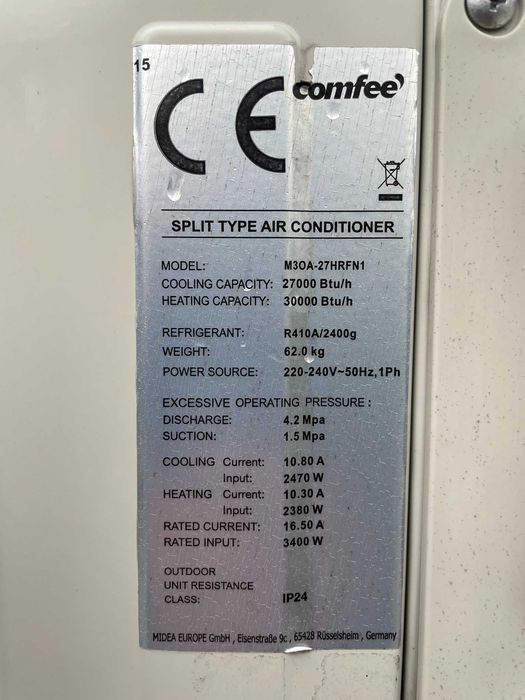 15
CE
comfee'
SPLIT TYPE AIR CONDITIONER
MODEL: M3OA-27HRFN1
COOLING CAPACITY: 27000 Btu/h
HEATING CAPACITY: 30000 Btu/h
REFRIGERANT: R410A/2400g
WEIGHT: 62.0 kg
POWER SOURCE: 220-240V~50Hz,1Ph
EXCESSIVE OPERATING PRESSURE :
DISCHARGE: 4.2 Mpa
SUCTION: 1.5 Mpa
COOLING Current: 10.80 A
Input: 2470 W
HEATING Current: 10.30 A
Input: 2380 W
RATED CURRENT: 16.50 A
RATED INPUT: 3400 W
OUTDOOR
UNIT RESISTANCE
CLASS: IP24
MIDEA EUROPE GmbH , Eisenstraße 9c , 65428 Rüsselsheim , Germany